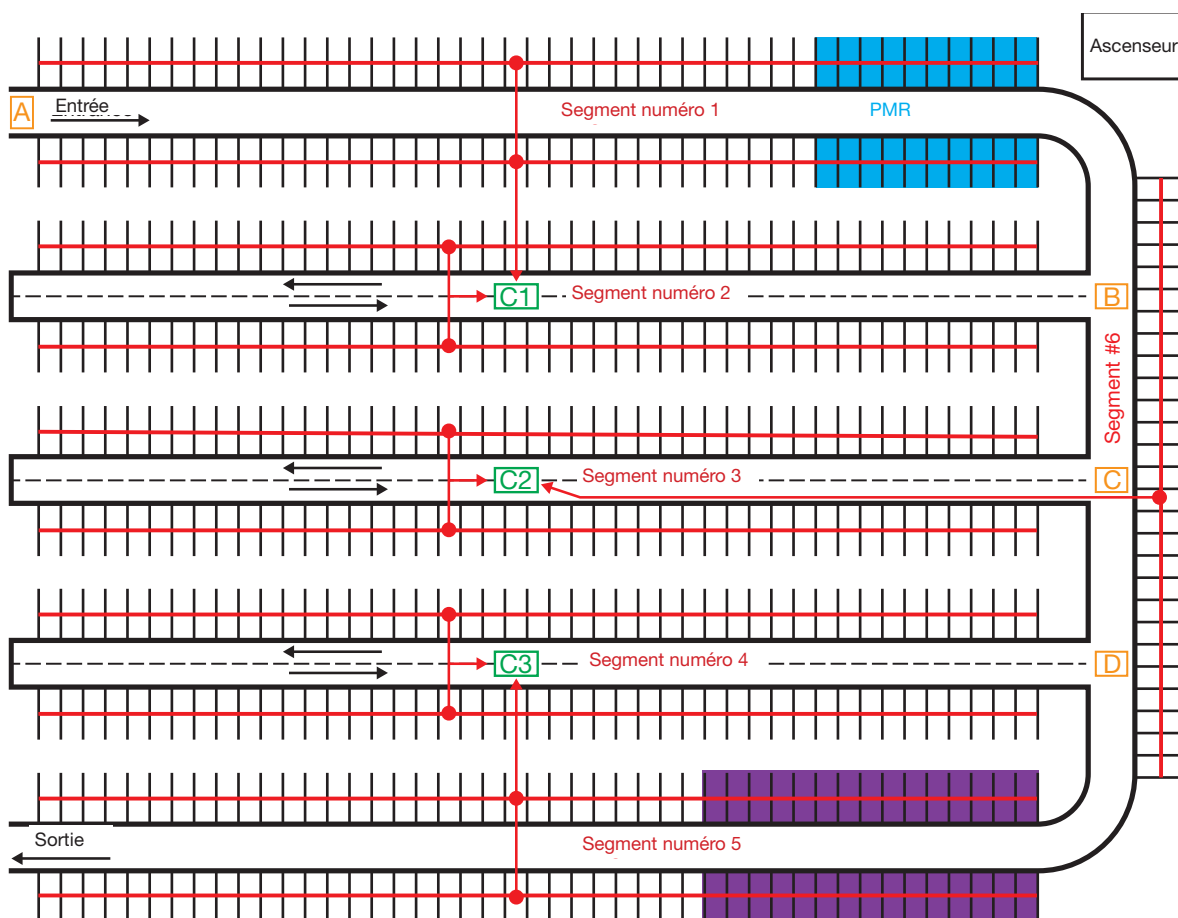 Ascenseur
A
Entrée
Segment numéro 1
PMR
C1
Segment numéro 2
B
Segment #6
C2
Segment numéro 3
C
C3
Segment numéro 4
D
Sortie
Segment numéro 5